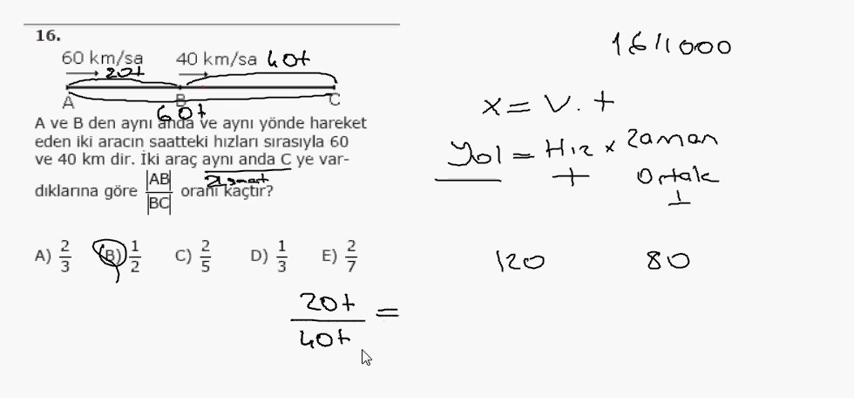 16.
60 km/sa 40 km/sa 40t
20t
A B C
60t
A ve B den aynı anda ve aynı yönde hareket
eden iki aracın saatteki hızları sırasıyla 60
ve 40 km dir. İki araç aynı anda C ye var-
dıklarına göre |AB| / |BC| oranı kaçtır?
A) 2/3 B) 1/2 C) 2/5 D) 1/3 E) 2/7
20t
40t =
16/1000
x = V. t
Yol = Hız x Zaman
t Ortak
1
120 80